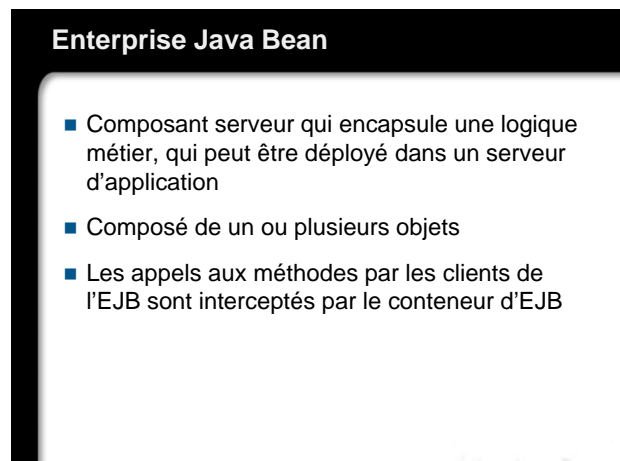 Enterprise Java Bean
Composant serveur qui encapsule une logique
métier, qui peut être déployé dans un serveur
d'application
Composé de un ou plusieurs objets
Les appels aux méthodes par les clients de
l'EJB sont interceptés par le conteneur d'EJB